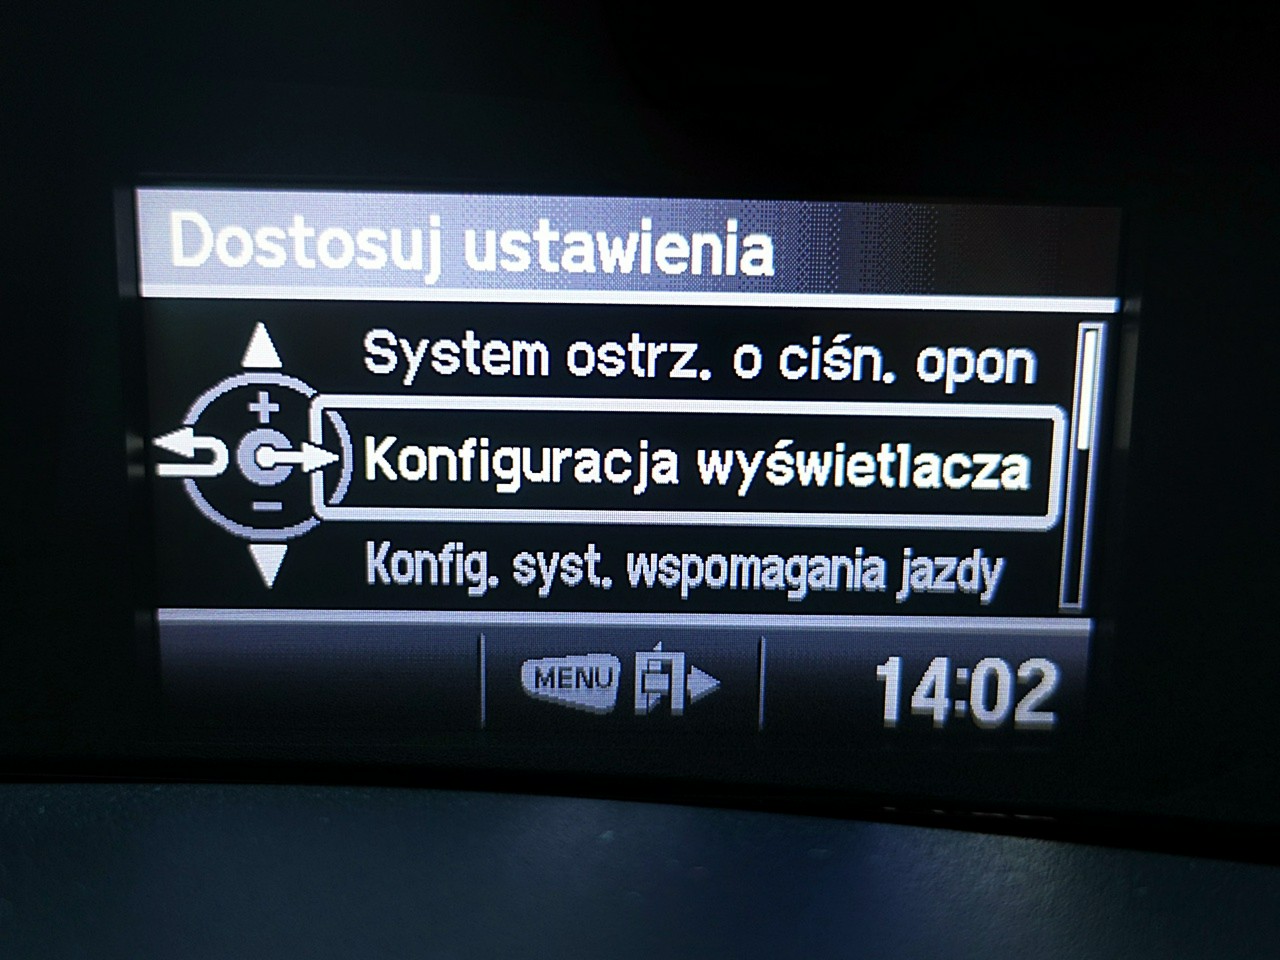 Dostosuj ustawienia
System ostrz. o ciśn. opon
Konfiguracja wyświetlacza
Konfig. syst. wspomagania jazdy
MENU
14:02